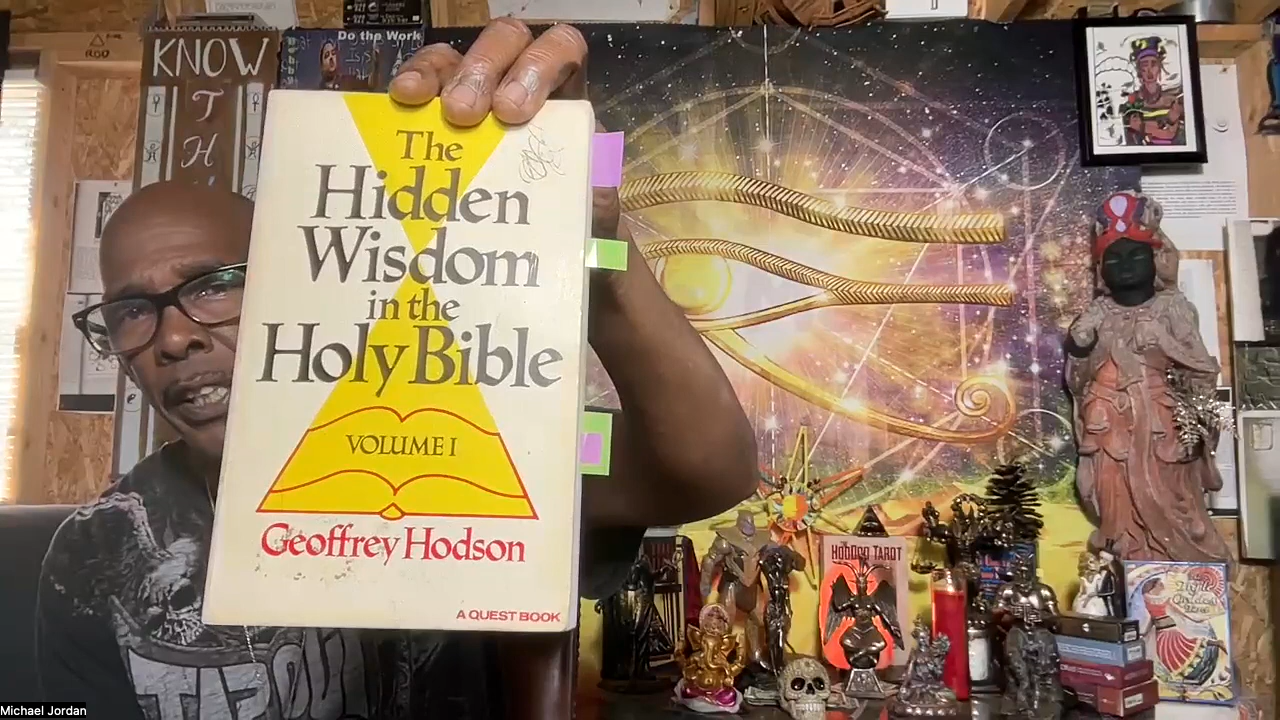 Do the Work
KNOW
T
H
The
Hidden
Wisdom
in the
Holy Bible
VOLUME I
Geoffrey Hodson
A QUEST BOOK
HOODOO TAROT
Michael Jordan